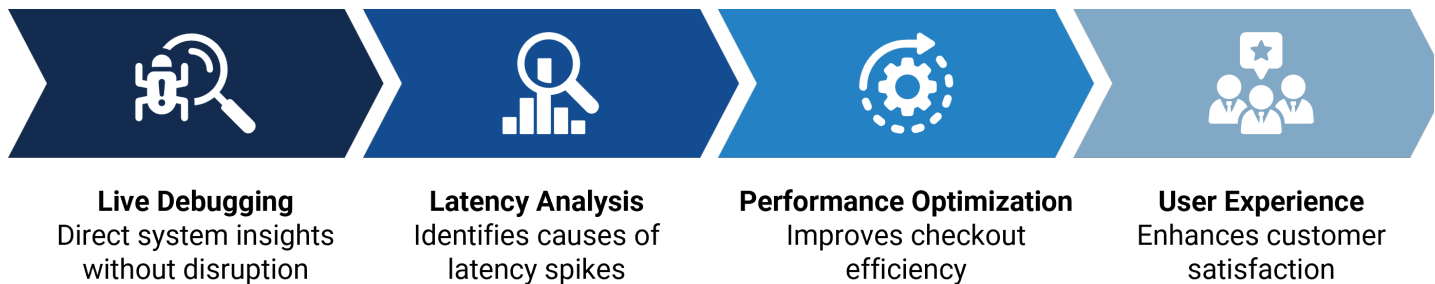 Live Debugging
Direct system insights
without disruption
Latency Analysis
Identifies causes of
latency spikes
Performance Optimization
Improves checkout
efficiency
User Experience
Enhances customer
satisfaction